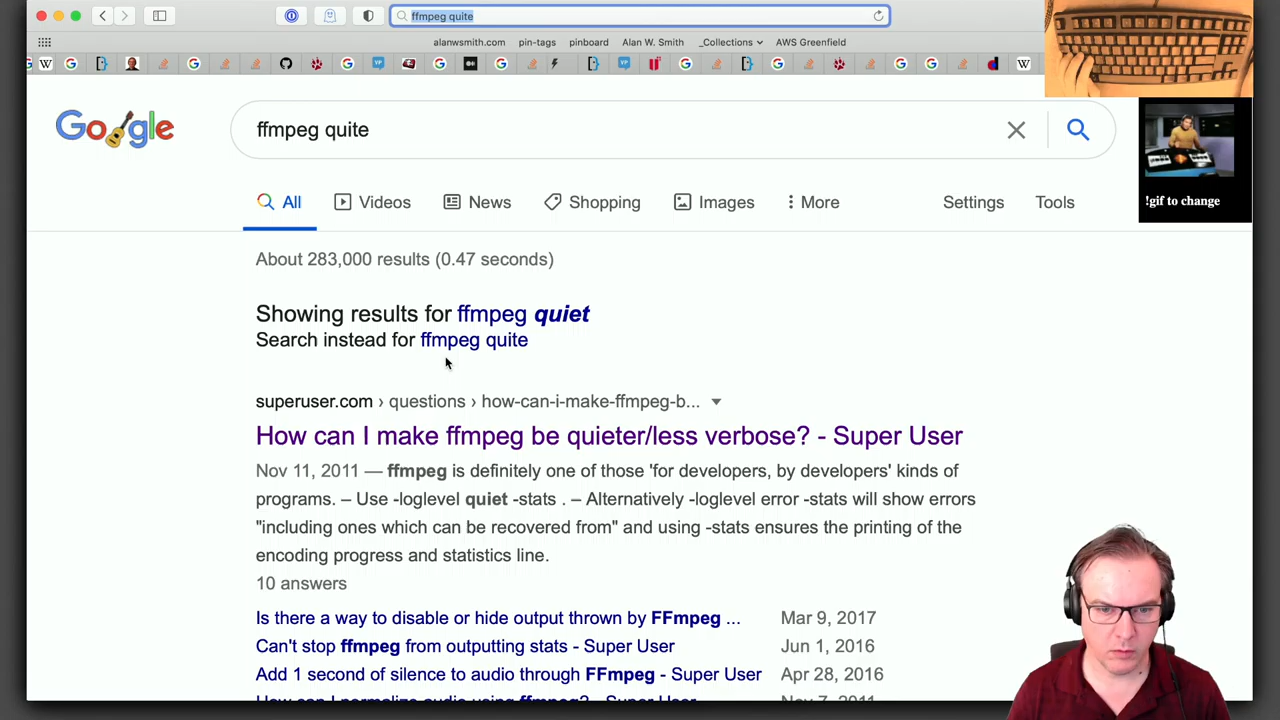 ffmpeg quite
alanwsmith.com pin-tags pinboard Alan W. Smith _Collections AWS Greenfield
Google
ffmpeg quite
All Videos News Shopping Images More Settings Tools
!gif to change
About 283,000 results (0.47 seconds)
Showing results for ffmpeg quiet
Search instead for ffmpeg quite
superuser.com › questions › how-can-i-make-ffmpeg-b...
How can I make ffmpeg be quieter/less verbose? - Super User
Nov 11, 2011 — ffmpeg is definitely one of those 'for developers, by developers' kinds of
programs. – Use -loglevel quiet -stats . – Alternatively -loglevel error -stats will show errors
"including ones which can be recovered from" and using -stats ensures the printing of the
encoding progress and statistics line.
10 answers
Is there a way to disable or hide output thrown by FFmpeg ... Mar 9, 2017
Can't stop ffmpeg from outputting stats - Super User Jun 1, 2016
Add 1 second of silence to audio through FFmpeg - Super User Apr 28, 2016
How can I normalize audio using ffmpeg? - Super User Nov 7, 2011